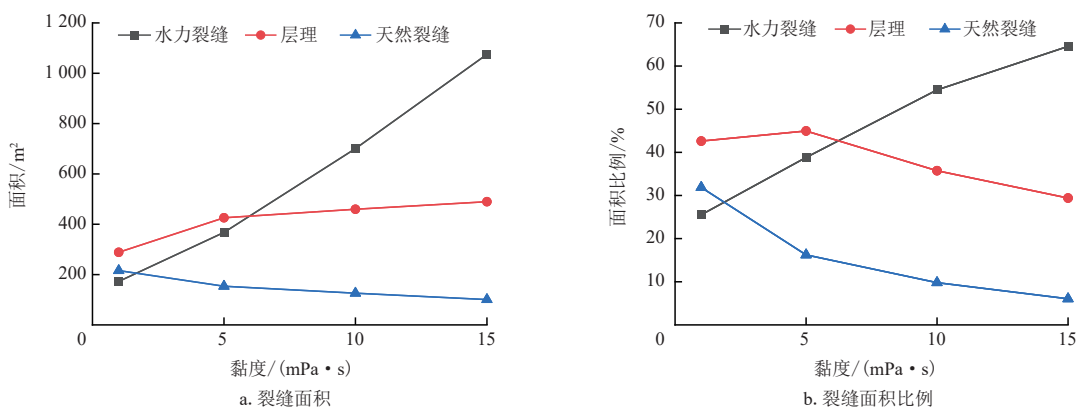 水力裂缝 层理 天然裂缝
1 200
1 000
800
600
400
200
0
面积/m²
5 10 15
黏度/(mPa·s)
a. 裂缝面积
水力裂缝 层理 天然裂缝
70
60
50
40
30
20
10
0
面积比例/%
5 10 15
黏度/(mPa·s)
b. 裂缝面积比例